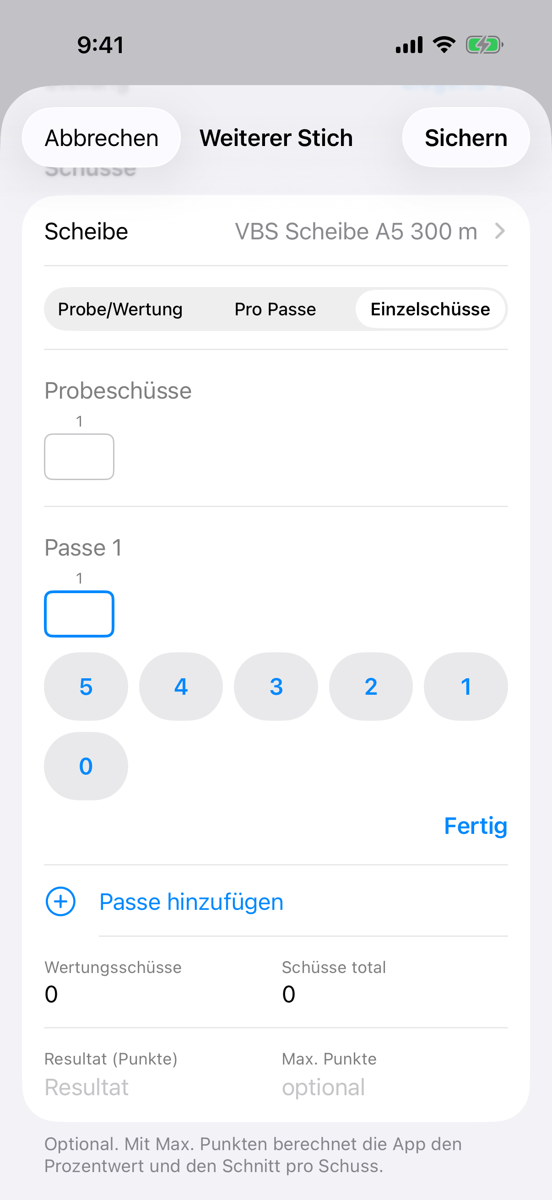 9:41
Abbrechen
Weiterer Stich
Sichern
Schüsse
Scheibe
VBS Scheibe A5 300 m
Probe/Wertung
Pro Passe
Einzelschüsse
Probeschüsse
1
Passe 1
1
5
4
3
2
1
0
Fertig
Passe hinzufügen
Wertungsschüsse
Schüsse total
0
0
Resultat (Punkte)
Max. Punkte
Resultat
optional
Optional. Mit Max. Punkten berechnet die App den
Prozentwert und den Schnitt pro Schuss.